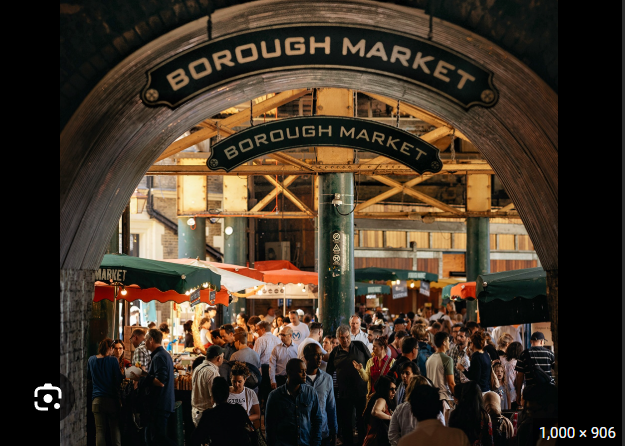 BOROUGH MARKET
BOROUGH MARKET
MARKET
1,000 × 906